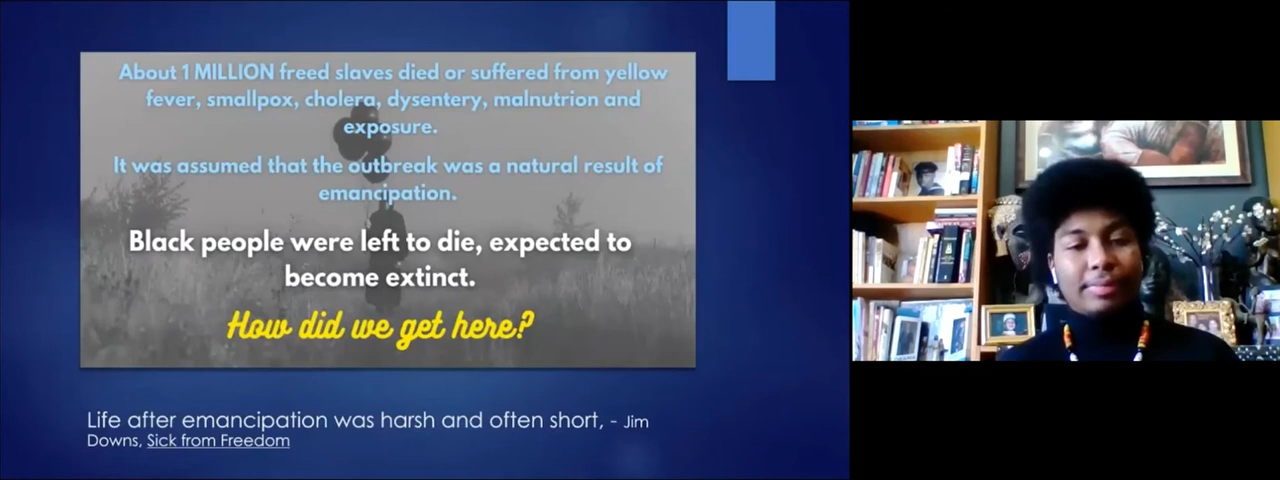 About 1 MILLION freed slaves died or suffered from yellow
fever, smallpox, cholera, dysentery, malnutrion and
exposure.
It was assumed that the outbreak was a natural result of
emancipation.
Black people were left to die, expected to
become extinct.
How did we get here?
Life after emancipation was harsh and often short, - Jim
Downs, Sick from Freedom